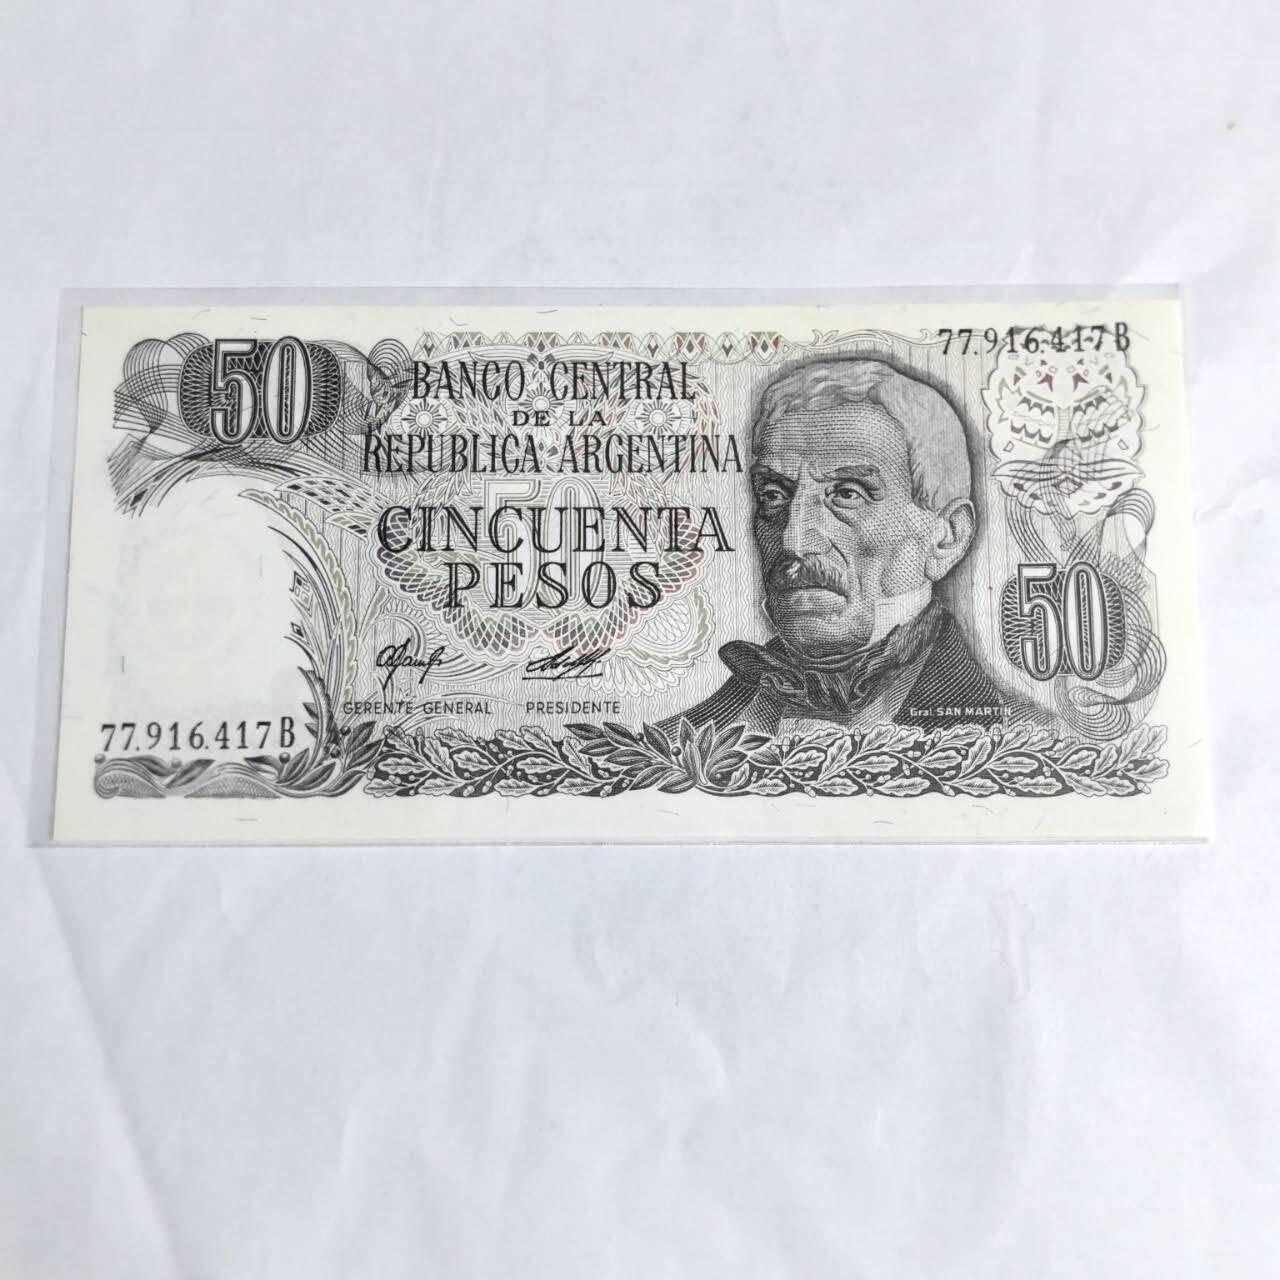 50
77.916.417 B
BANCO CENTRAL
DE LA
REPUBLICA ARGENTINA
50
CINCUENTA
PESOS
50
GERENTE GENERAL PRESIDENTE
Gral. SAN MARTIN
77.916.417 B